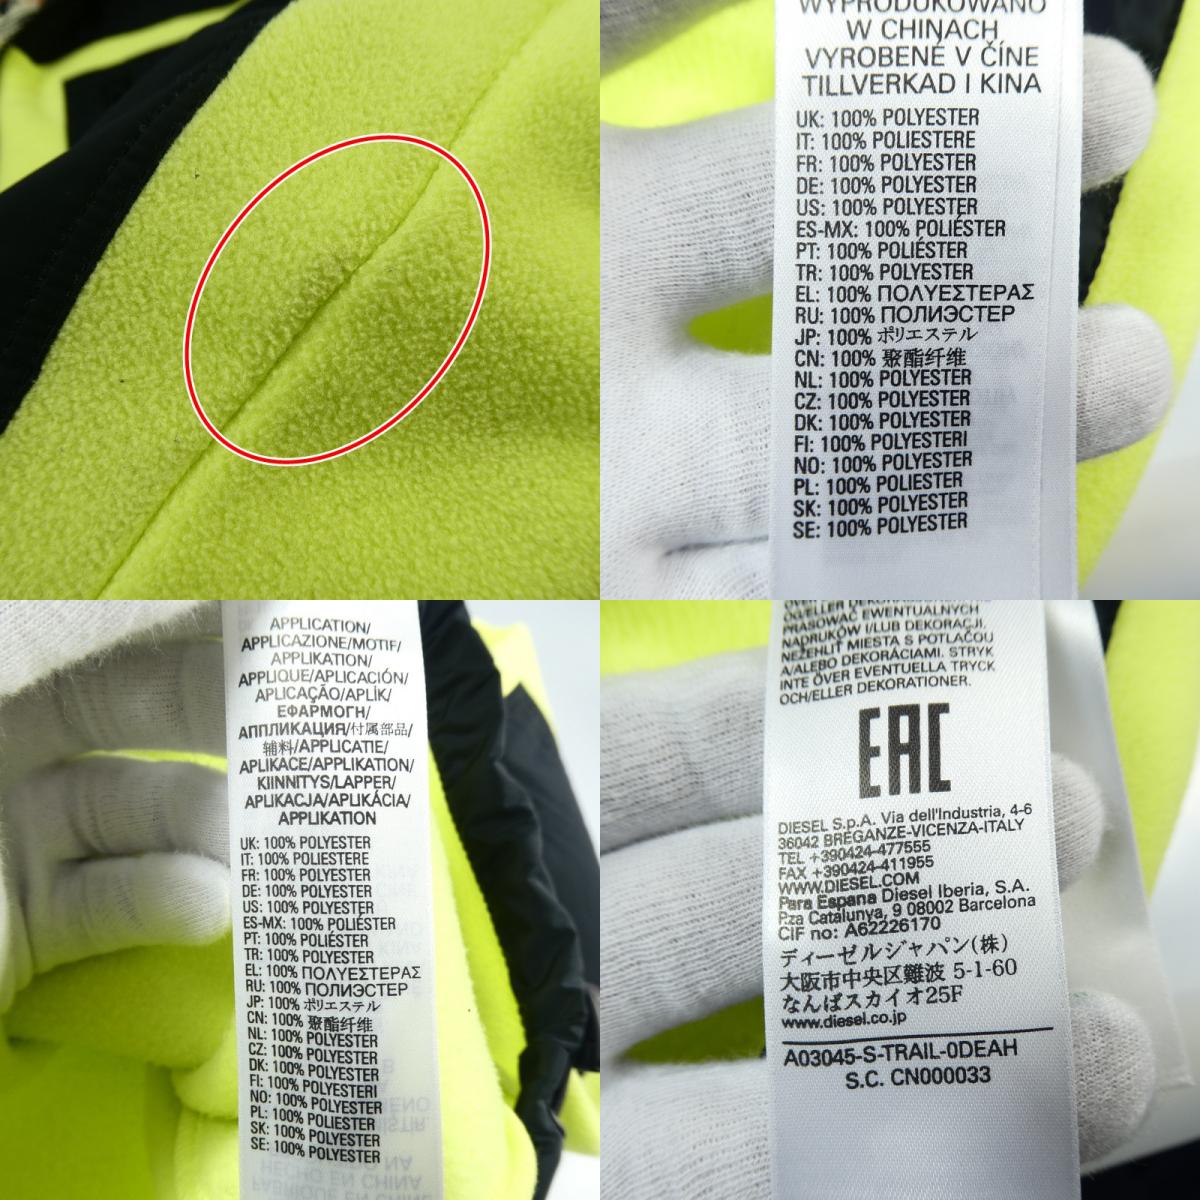 WYPRODUKOWANO
W CHINACH
VYROBENÉ V ČÍNE
TILLVERKAD I KINA
UK: 100% POLYESTER
IT: 100% POLIESTERE
FR: 100% POLYESTER
DE: 100% POLYESTER
US: 100% POLYESTER
ES-MX: 100% POLIÉSTER
PT: 100% POLIÉSTER
TR: 100% POLYESTER
EL: 100% ΠΟΛΥΕΣΤΕΡΑΣ
RU: 100% ПОЛИЭСТЕР
JP: 100% ポリエステル
CN: 100% 聚酯纤维
NL: 100% POLYESTER
CZ: 100% POLYESTER
DK: 100% POLYESTER
FI: 100% POLYESTERI
NO: 100% POLYESTER
PL: 100% POLIESTER
SK: 100% POLYESTER
SE: 100% POLYESTER
APPLICATION/
APPLICAZIONE/MOTIF/
APPLIKATION/
APPLIQUE/APLICACIÓN/
APLICAÇÃO/APLİK/
ΕΦΑΡΜΟΓΗ/
АППЛИКАЦИЯ/付属部品/
辅料/APPLICATIE/
APLIKACE/APPLIKATION/
KIINNITYS/LAPPER/
APLIKACJA/APLIKÁCIA/
APPLIKATION
UK: 100% POLYESTER
IT: 100% POLIESTERE
FR: 100% POLYESTER
DE: 100% POLYESTER
US: 100% POLYESTER
ES-MX: 100% POLIÉSTER
PT: 100% POLIÉSTER
TR: 100% POLYESTER
EL: 100% ΠΟΛΥΕΣΤΕΡΑΣ
RU: 100% ПОЛИЭСТЕР
JP: 100% ポリエステル
CN: 100% 聚酯纤维
NL: 100% POLYESTER
CZ: 100% POLYESTER
DK: 100% POLYESTER
FI: 100% POLYESTERI
NO: 100% POLYESTER
PL: 100% POLIESTER
SK: 100% POLYESTER
SE: 100% POLYESTER
OG/ELLER DEKORATIONER.
PRASOWAĆ EWENTUALNYCH
NADRUKÓW I/LUB DEKORACJI.
NEŽEHLIT MIESTA S POTLAČOU
A/ALEBO DEKORÁCIAMI. STRYK
INTE ÖVER EVENTUELLA TRYCK
OCH/ELLER DEKORATIONER.
EAC
DIESEL S.p.A. Via dell'Industria, 4-6
36042 BREGANZE-VICENZA-ITALY
TEL +390424-477555
FAX +390424-411955
WWW.DIESEL.COM
Para Espana Diesel Iberia, S.A.
P.za Catalunya, 9 08002 Barcelona
CIF no: A62226170
ディーゼルジャパン(株)
大阪市中央区難波 5-1-60
なんばスカイオ25F
www.diesel.co.jp
A03045-S-TRAIL-0DEAH
S.C. CN000033